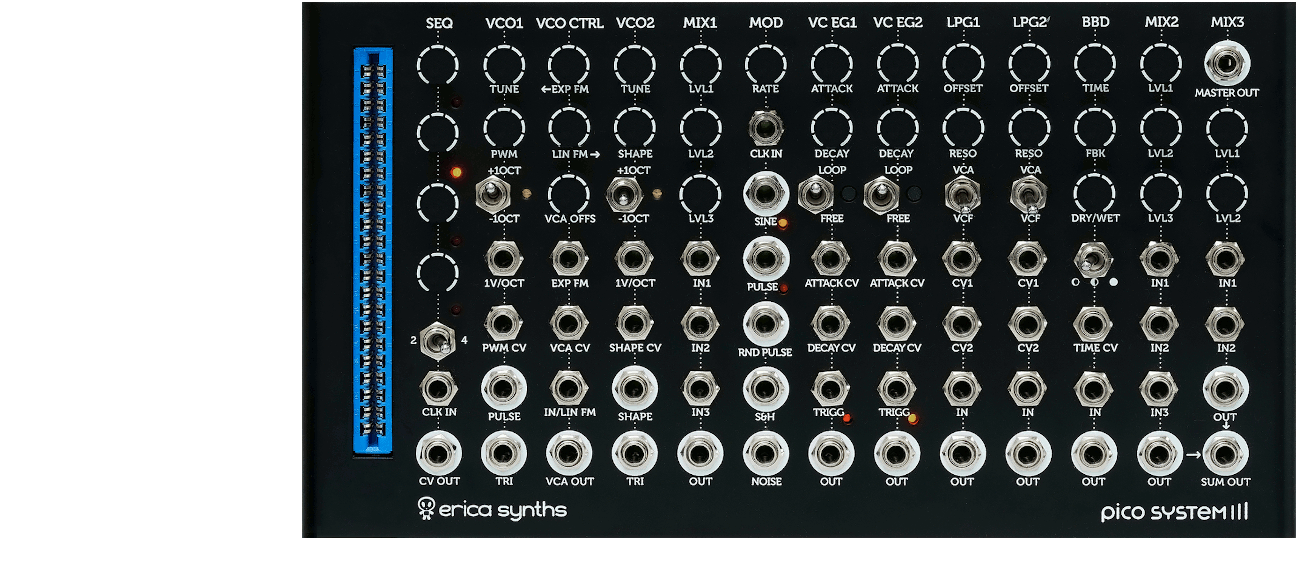 SEQ VCO1 VCO CTRL VCO2 MIX1 MOD VC EG1 VC EG2 LPG1 LPG2 BBD MIX2 MIX3
TUNE ←EXP FM TUNE LVL1 RATE ATTACK ATTACK OFFSET OFFSET TIME LVL1 MASTER OUT
PWM LIN FM→ SHAPE LVL2 CLK IN DECAY DECAY RESO RESO FBK LVL2 LVL1
+1OCT +1OCT LOOP LOOP VCA VCA
-1OCT VCA OFFS -1OCT LVL3 SINE FREE FREE VCF VCF DRY/WET LVL3 LVL2
1V/OCT EXP FM 1V/OCT IN1 PULSE ATTACK CV ATTACK CV CV1 CV1 IN1 IN1
2 4
PWM CV VCA CV SHAPE CV IN2 RND PULSE DECAY CV DECAY CV CV2 CV2 TIME CV IN2 IN2
CLK IN PULSE IN/LIN FM SHAPE IN3 S&H TRIGG TRIGG IN IN IN IN3 OUT
CV OUT TRI VCA OUT TRI OUT NOISE OUT OUT OUT OUT OUT OUT → SUM OUT
erica synths pico SYSTEM III